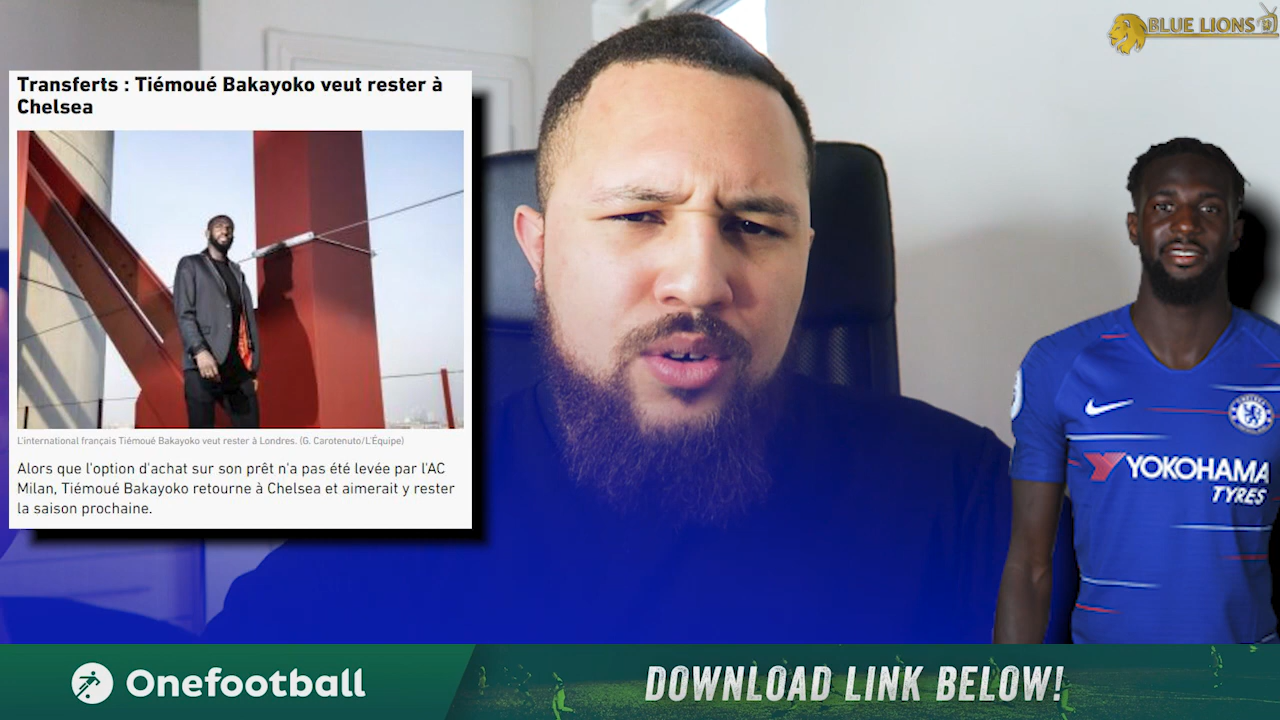 BLUE LIONS
Transferts : Tiémoué Bakayoko veut rester à
Chelsea
L'international français Tiémoué Bakayoko veut rester à Londres. (G. Carotenuto/L'Équipe)
Alors que l'option d'achat sur son prêt n'a pas été levée par l'AC
Milan, Tiémoué Bakayoko retourne à Chelsea et aimerait y rester
la saison prochaine.
YOKOHAMA
TYRES
Onefootball
DOWNLOAD LINK BELOW!